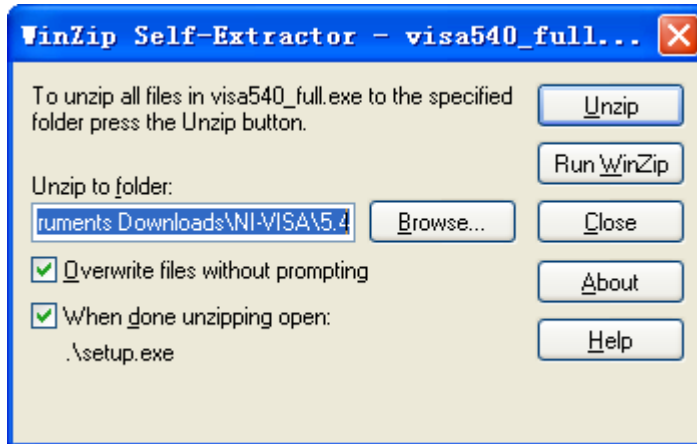 WinZip Self-Extractor - visa540_full...
To unzip all files in visa540_full.exe to the specified
folder press the Unzip button.
Unzip to folder:
ruments Downloads\NI-VISA\5.4
Browse...
Overwrite files without prompting
When done unzipping open:
.\setup.exe
Unzip
Run WinZip
Close
About
Help